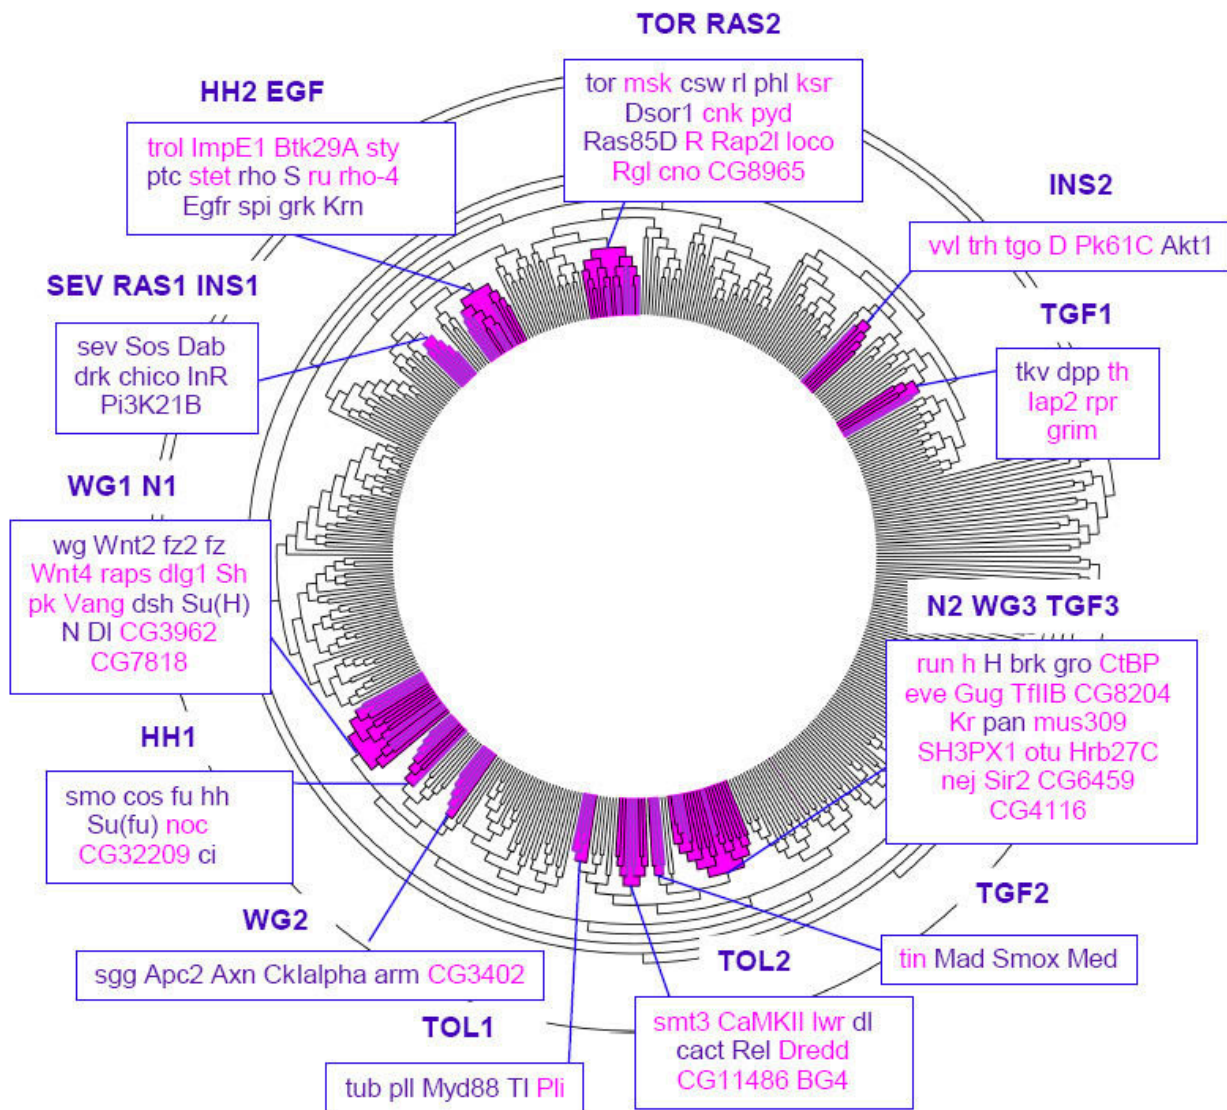 TOR RAS2
tor msk csw rl phl ksr
Dsor1 cnk pyd
Ras85D R Rap2l loco
Rgl cno CG8965
HH2 EGF
trol ImpE1 Btk29A sty
ptc stet rho S ru rho-4
Egfr spi grk Krn
INS2
vvl trh tgo D Pk61C Akt1
SEV RAS1 INS1
sev Sos Dab
drk chico InR
Pi3K21B
TGF1
tkv dpp th
Iap2 rpr
grim
WG1 N1
wg Wnt2 fz2 fz
Wnt4 raps dlg1 Sh
pk Vang dsh Su(H)
N Dl CG3962
CG7818
N2 WG3 TGF3
run h H brk gro CtBP
eve Gug TfIIB CG8204
Kr pan mus309
SH3PX1 otu Hrb27C
nej Sir2 CG6459
CG4116
HH1
smo cos fu hh
Su(fu) noc
CG32209 ci
TGF2
tin Mad Smox Med
WG2
sgg Apc2 Axn CkIalpha arm CG3402
TOL2
smt3 CaMKII lwr dl
cact Rel Dredd
CG11486 BG4
TOL1
tub pll Myd88 Tl Pli